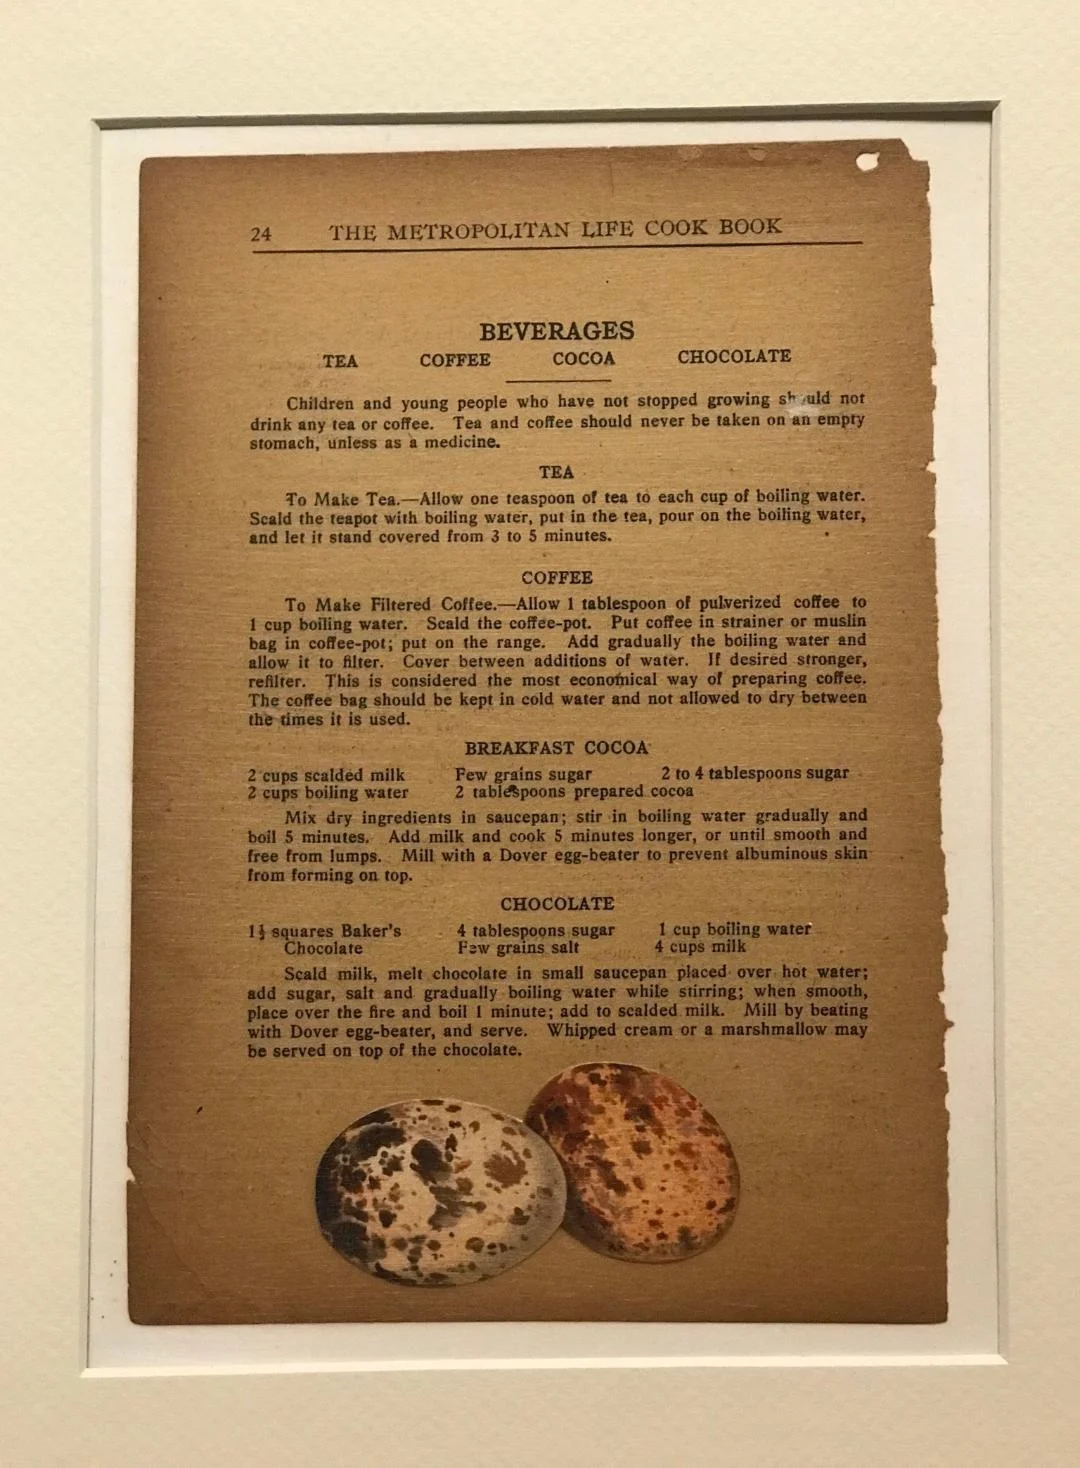 24 THE METROPOLITAN LIFE COOK BOOK
BEVERAGES
TEA COFFEE COCOA CHOCOLATE
Children and young people who have not stopped growing should not
drink any tea or coffee. Tea and coffee should never be taken on an empty
stomach, unless as a medicine.
TEA
To Make Tea.—Allow one teaspoon of tea to each cup of boiling water.
Scald the teapot with boiling water, put in the tea, pour on the boiling water,
and let it stand covered from 3 to 5 minutes.
COFFEE
To Make Filtered Coffee.—Allow 1 tablespoon of pulverized coffee to
1 cup boiling water. Scald the coffee-pot. Put coffee in strainer or muslin
bag in coffee-pot; put on the range. Add gradually the boiling water and
allow it to filter. Cover between additions of water. If desired stronger,
refilter. This is considered the most economical way of preparing coffee.
The coffee bag should be kept in cold water and not allowed to dry between
the times it is used.
BREAKFAST COCOA
2 cups scalded milk Few grains sugar 2 to 4 tablespoons sugar
2 cups boiling water 2 tablespoons prepared cocoa
Mix dry ingredients in saucepan; stir in boiling water gradually and
boil 5 minutes. Add milk and cook 5 minutes longer, or until smooth and
free from lumps. Mill with a Dover egg-beater to prevent albuminous skin
from forming on top.
CHOCOLATE
1½ squares Baker's 4 tablespoons sugar 1 cup boiling water
Chocolate Few grains salt 4 cups milk
Scald milk, melt chocolate in small saucepan placed over hot water;
add sugar, salt and gradually boiling water while stirring; when smooth,
place over the fire and boil 1 minute; add to scalded milk. Mill by beating
with Dover egg-beater, and serve. Whipped cream or a marshmallow may
be served on top of the chocolate.